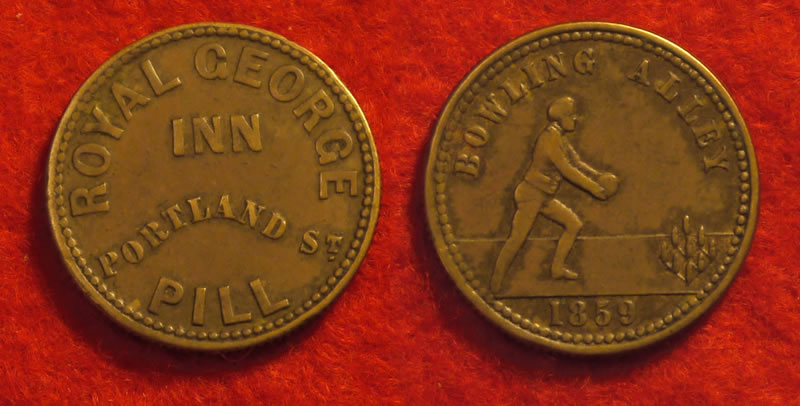 ROYAL GEORGE
INN
PORTLAND ST.
PILL
BOWLING ALLEY
1859